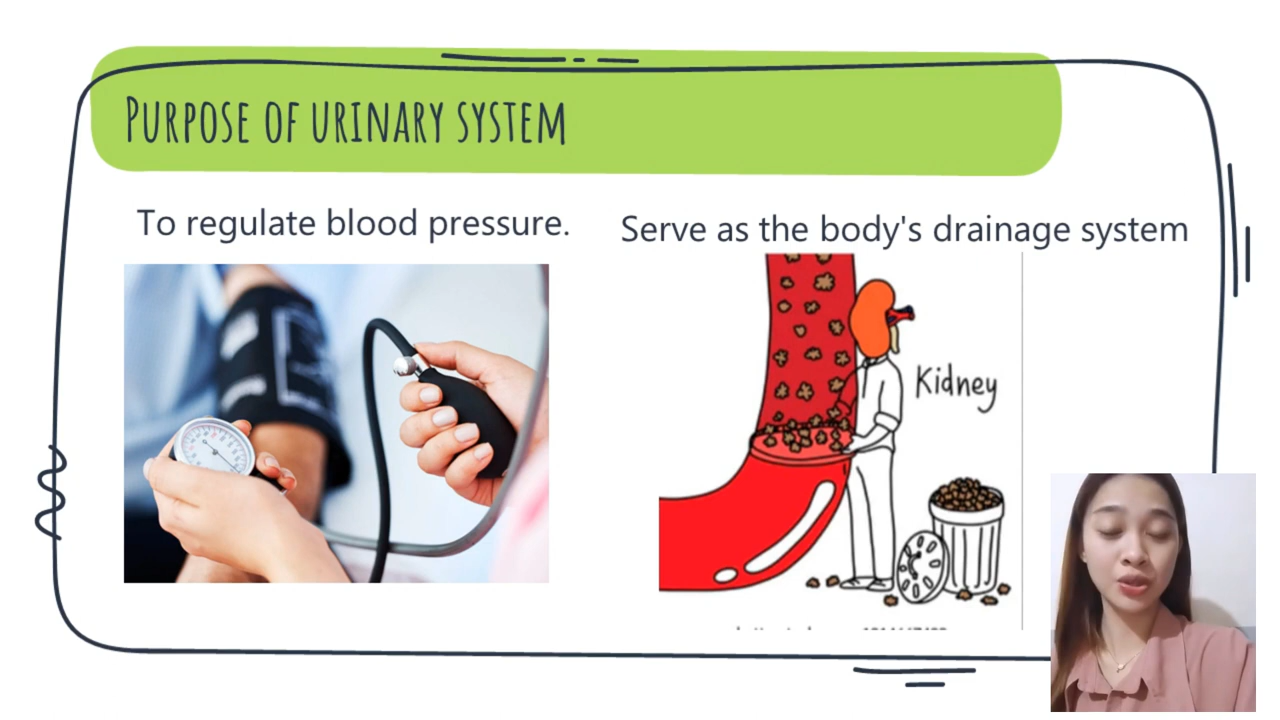 PURPOSE OF URINARY SYSTEM
To regulate blood pressure.
Serve as the body's drainage system
Kidney